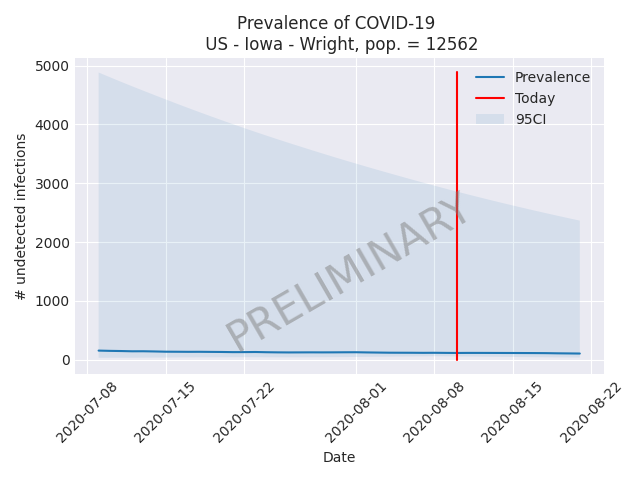 Prevalence of COVID-19
US - Iowa - Wright, pop. = 12562
# undetected infections
5000
4000
3000
2000
1000
0
Prevalence
Today
95CI
PRELIMINARY
2020-07-08
2020-07-15
2020-07-22
2020-08-01
2020-08-08
2020-08-15
2020-08-22
Date